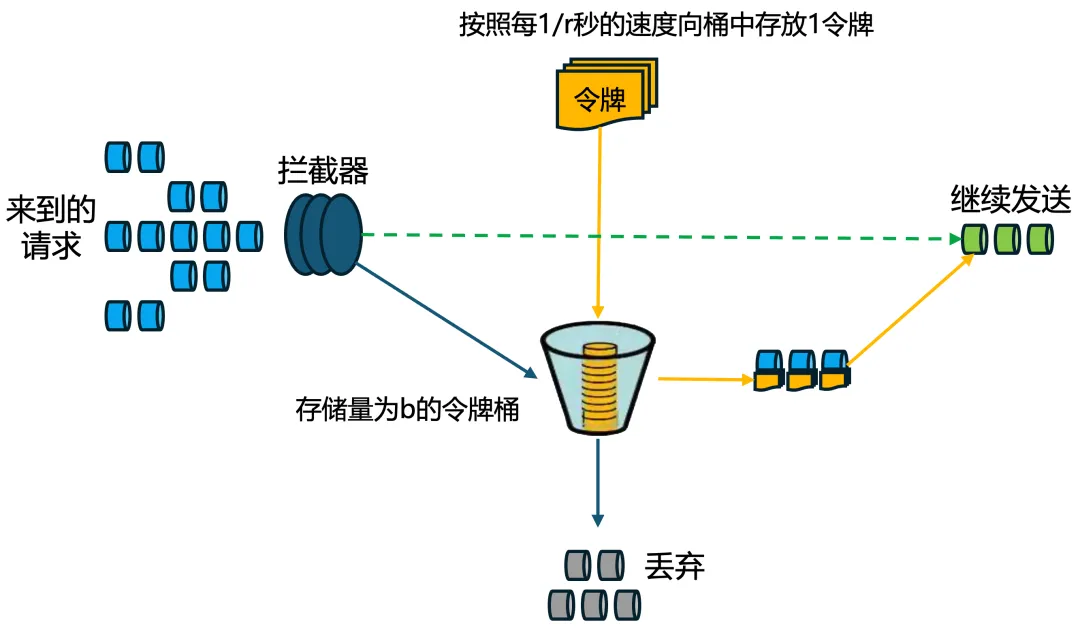 按照每1/r秒的速度向桶中存放1令牌
令牌
拦截器
来到的
请求
继续发送
存储量为b的令牌桶
丢弃